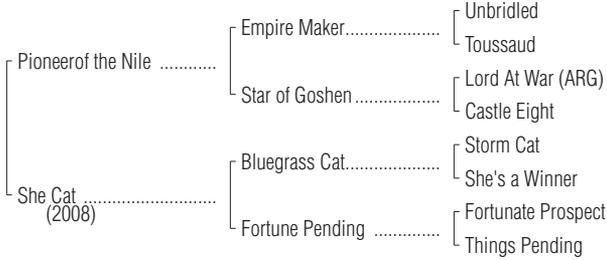 Unbridled
Empire Maker....................
Toussaud
Pioneerof the Nile ............
Lord At War (ARG)
Star of Goshen..................
Castle Eight
Storm Cat
Bluegrass Cat....................
She's a Winner
She Cat ............................
(2008)
Fortunate Prospect
Fortune Pending ..............
Things Pending